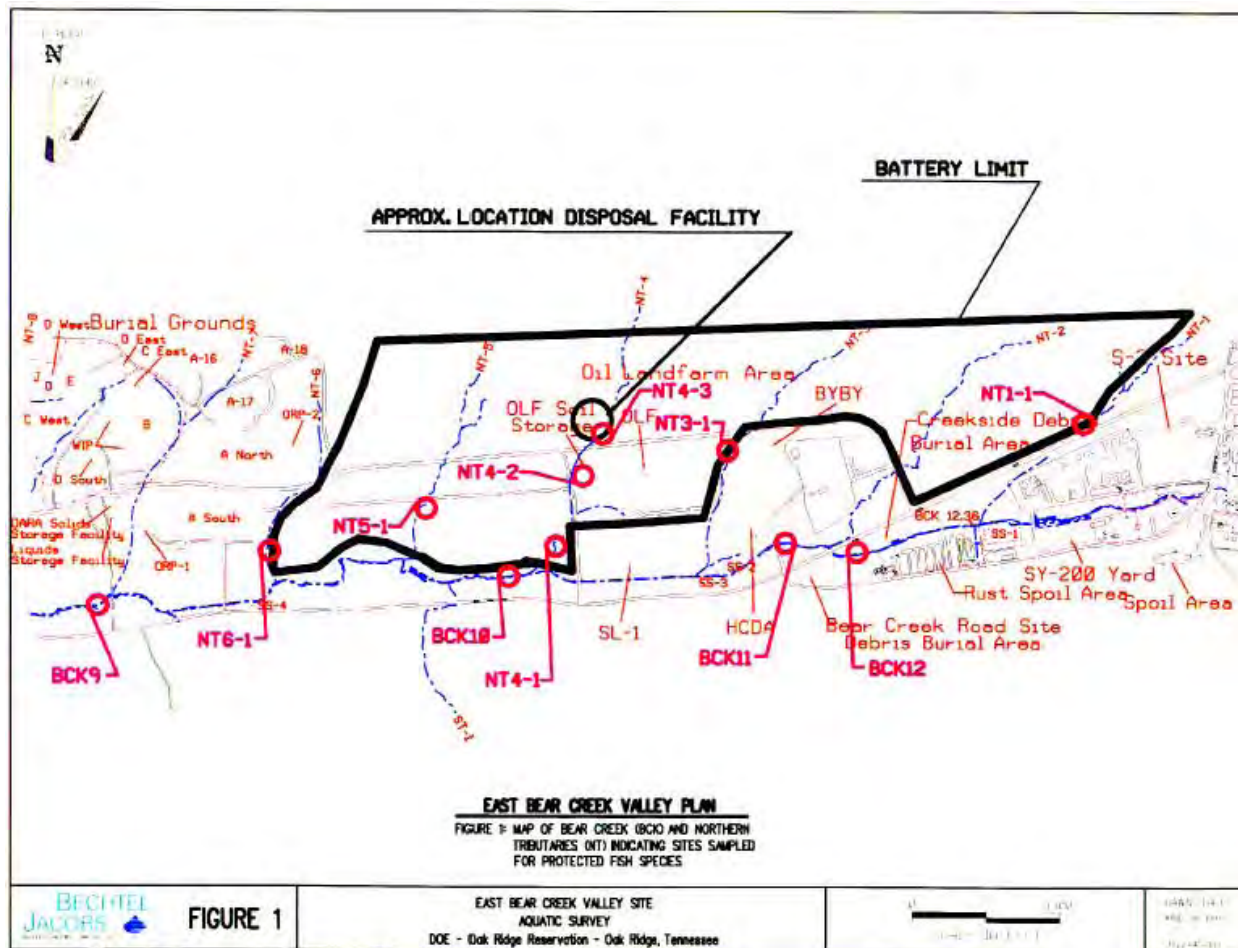 N
BATTERY LIMIT
APPROX. LOCATION DISPOSAL FACILITY
NT-4
NT-8
D West
Burial Grounds
D East
C East
A-16
A-18
NT-5
NT-2
NT-1
NT-6
J
D
E
A-17
ORP-2
C West
B
WIP
A North
D South
B South
Oil Landfarm Area
NT4-3
OLF Soil
Storage
OLF
NT3-1
BYBY
NT1-1
Creekside
Burial Area
Site
NT4-2
NT5-1
BCK 12.36
SS-1
Solids
Storage Facility
Liquids
Storage Facility
ORP-1
SS-2
SS-3
SS-4
SY-200 Yard
Rust Spoil Area
Spoil Area
SL-1
HCDA
Bear Creek Road Site
Debris Burial Area
BCK9
NT6-1
BCK10
NT4-1
BCK11
BCK12
ST-1
EAST BEAR CREEK VALLEY PLAN
FIGURE 1: MAP OF BEAR CREEK (BCK) AND NORTHERN
TRIBUTARIES (NT) INDICATING SITES SAMPLED
FOR PROTECTED FISH SPECIES
BECHTEL
JACOBS
FIGURE 1
EAST BEAR CREEK VALLEY SITE
AQUATIC SURVEY
DOE - Oak Ridge Reservation - Oak Ridge, Tennessee